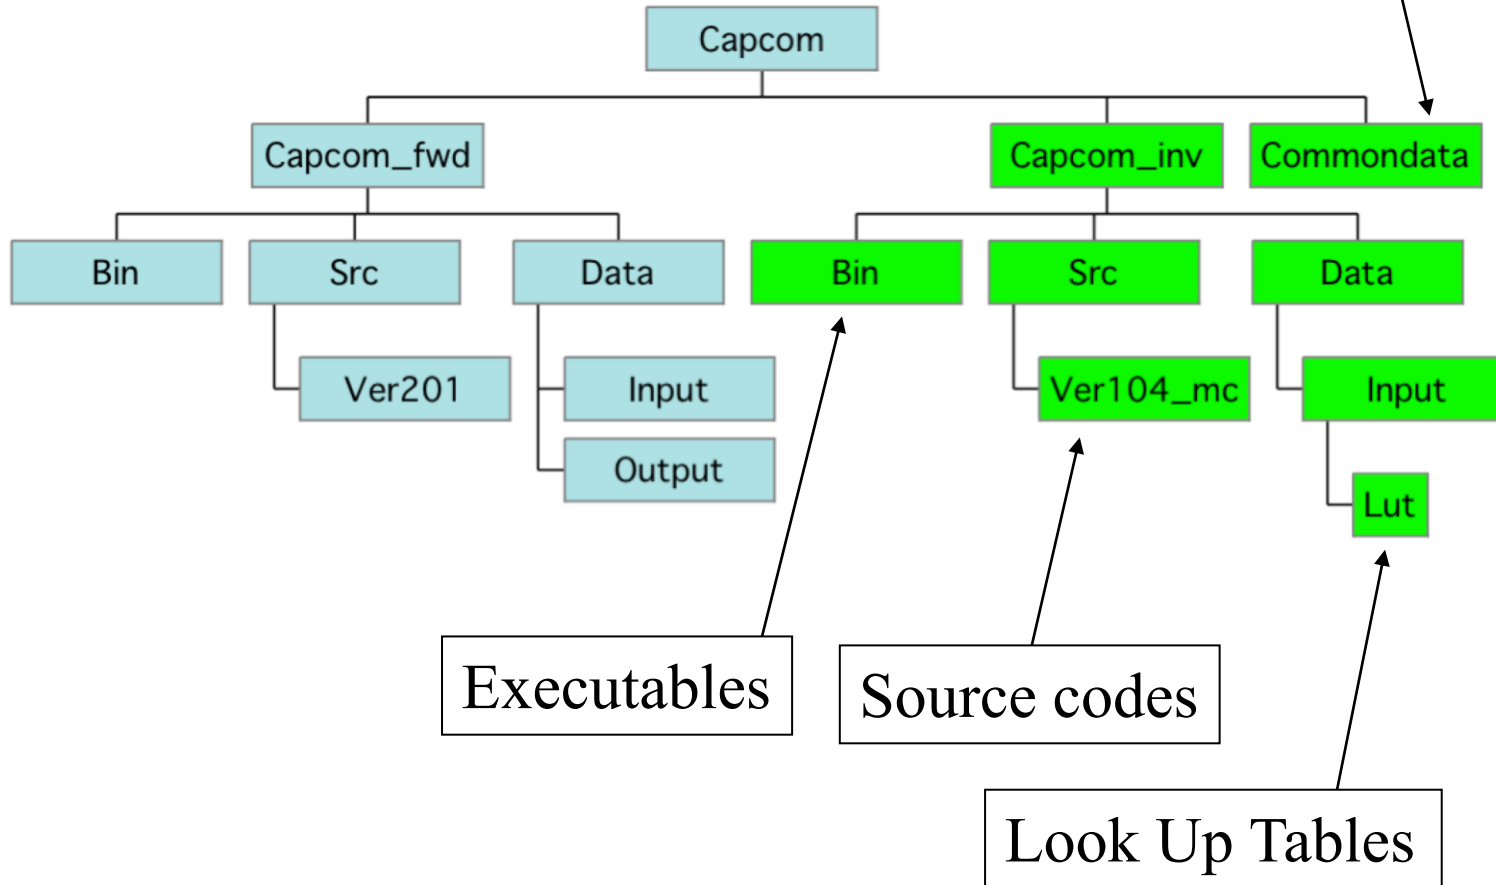 Capcom
Capcom_fwd
Capcom_inv
Commondata
Bin
Src
Data
Bin
Src
Data
Ver201
Input
Ver104_mc
Input
Output
Lut
Executables
Source codes
Look Up Tables